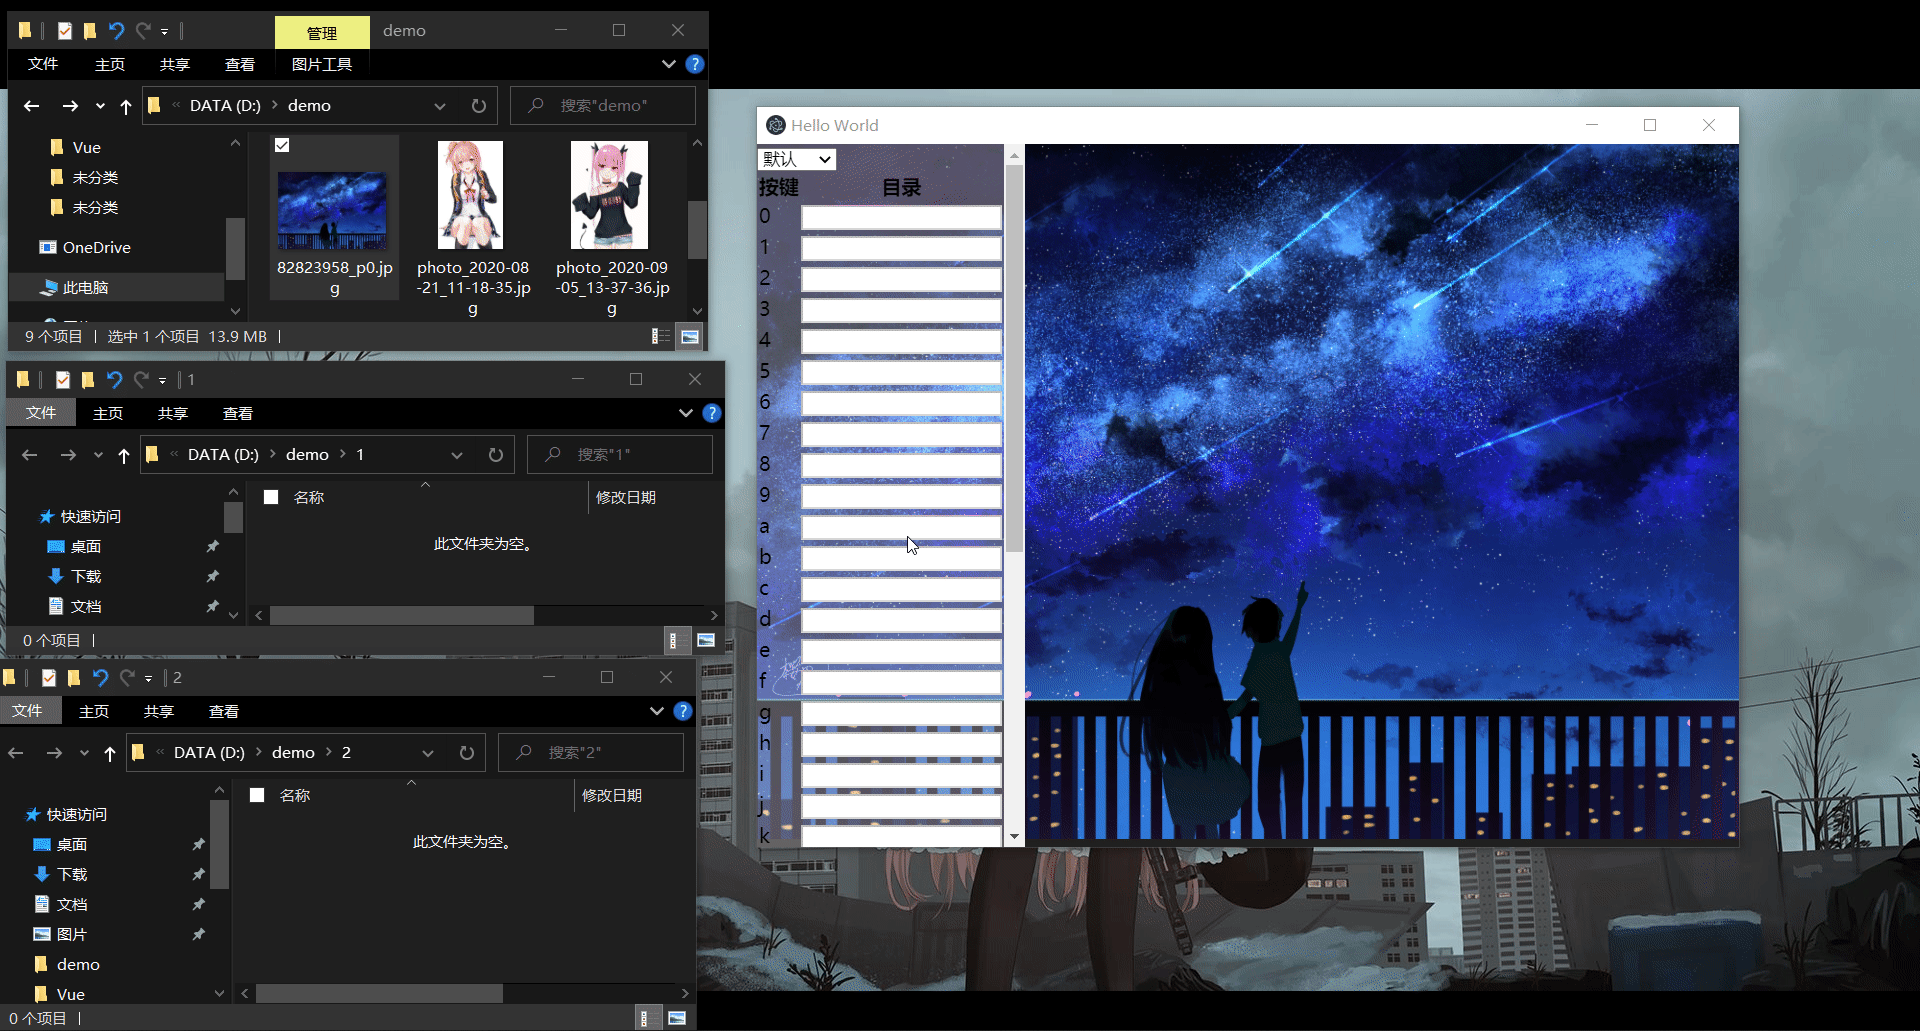 管理
demo
文件 主页 共享 查看 图片工具
DATA (D:) demo
搜索"demo"
Vue
未分类
未分类
OneDrive
此电脑
82823958_p0.jpg
photo_2020-08-21_11-18-35.jpg
photo_2020-09-05_13-37-36.jpg
9 个项目 选中 1 个项目 13.9 MB
1
文件 主页 共享 查看
DATA (D:) demo 1
搜索"1"
名称 修改日期
快速访问
桌面
下载
文档
此文件夹为空。
0 个项目
2
文件 主页 共享 查看
DATA (D:) demo 2
搜索"2"
名称 修改日期
快速访问
桌面
下载
文档
图片
demo
Vue
此文件夹为空。
0 个项目
Hello World
默认
按键 目录
0
1
2
3
4
5
6
7
8
9
a
b
c
d
e
f
g
h
i
j
k